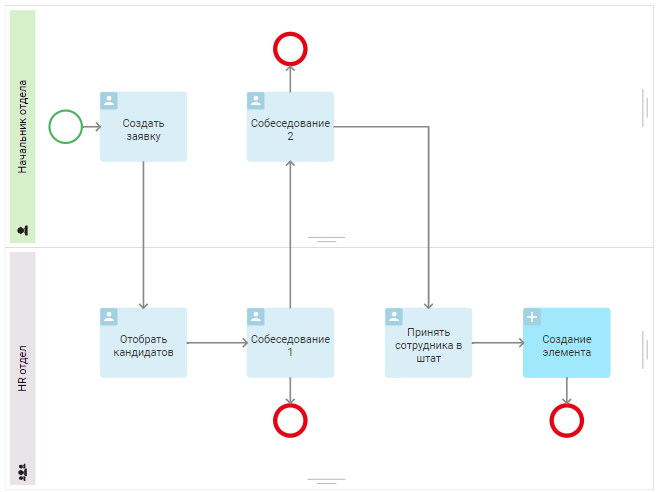 Начальник отдела
Создать
заявку
Собеседование
2
HR отдел
Отобрать
кандидатов
Собеседование
1
Принять
сотрудника в
штат
Создание
элемента